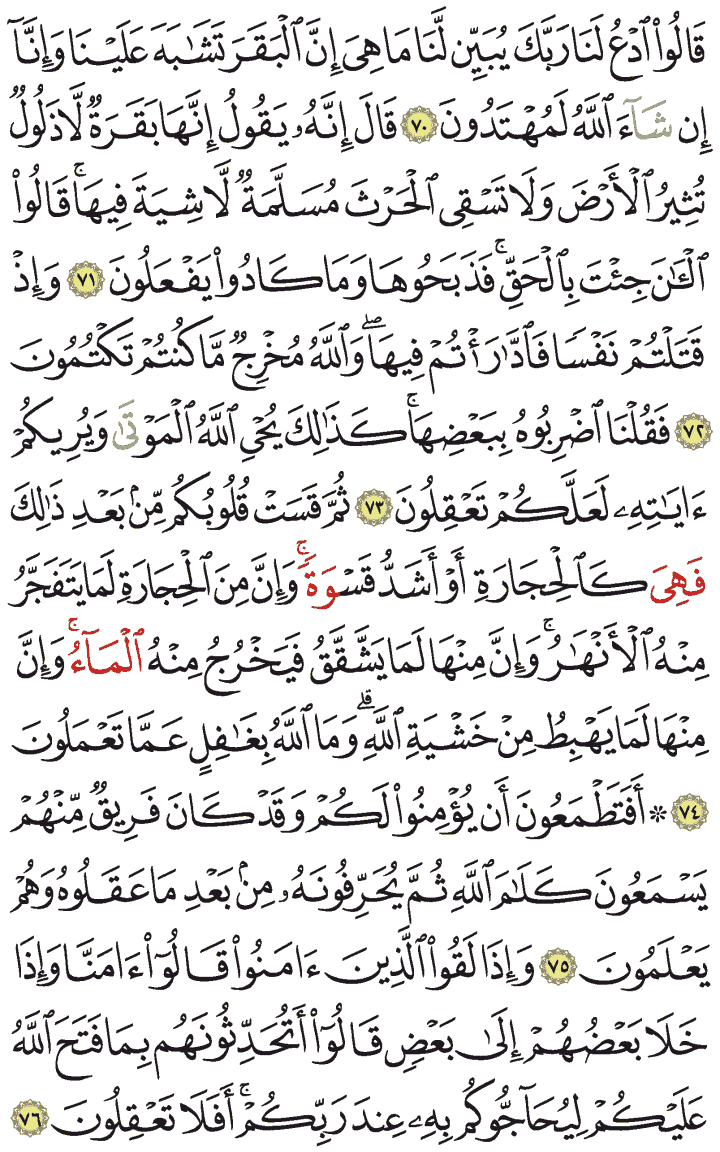 قَالُوا۟ ٱدْعُ لَنَا رَبَّكَ يُبَيِّن لَّنَا مَا هِىَ إِنَّ ٱلْبَقَرَ تَشَـٰبَهَ عَلَيْنَا وَإِنَّآ
إِن شَآءَ ٱللَّهُ لَمُهْتَدُونَ ٧٠ قَالَ إِنَّهُۥ يَقُولُ إِنَّهَا بَقَرَةٌ لَّا ذَلُولٌ
تُثِيرُ ٱلْأَرْضَ وَلَا تَسْقِى ٱلْحَرْثَ مُسَلَّمَةٌ لَّا شِيَةَ فِيهَا ۚ قَالُوا۟
ٱلْـَٔـٰنَ جِئْتَ بِٱلْحَقِّ ۚ فَذَبَحُوهَا وَمَا كَادُوا۟ يَفْعَلُونَ ٧١ وَإِذْ
قَتَلْتُمْ نَفْسًا فَٱدَّٰرَْٰٔتُمْ فِيهَا ۖ وَٱللَّهُ مُخْرِجٌ مَّا كُنتُمْ تَكْتُمُونَ
٧٢ فَقُلْنَا ٱضْرِبُوهُ بِبَعْضِهَا ۚ كَذَٰلِكَ يُحْىِ ٱللَّهُ ٱلْمَوْتَىٰ وَيُرِيكُمْ
ءَايَـٰتِهِۦ لَعَلَّكُمْ تَعْقِلُونَ ٧٣ ثُمَّ قَسَتْ قُلُوبُكُم مِّنۢ بَعْدِ ذَٰلِكَ
فَهِىَ كَٱلْحِجَارَةِ أَوْ أَشَدُّ قَسْوَةً ۚ وَإِنَّ مِنَ ٱلْحِجَارَةِ لَمَا يَتَفَجَّرُ
مِنْهُ ٱلْأَنْهَـٰرُ ۚ وَإِنَّ مِنْهَا لَمَا يَشَّقَّقُ فَيَخْرُجُ مِنْهُ ٱلْمَآءُ ۚ وَإِنَّ
مِنْهَا لَمَا يَهْبِطُ مِنْ خَشْيَةِ ٱللَّهِ ۗ وَمَا ٱللَّهُ بِغَـٰفِلٍ عَمَّا تَعْمَلُونَ
٧٤ * أَفَتَطْمَعُونَ أَن يُؤْمِنُوا۟ لَكُمْ وَقَدْ كَانَ فَرِيقٌ مِّنْهُمْ
يَسْمَعُونَ كَلَـٰمَ ٱللَّهِ ثُمَّ يُحَرِّفُونَهُۥ مِنۢ بَعْدِ مَا عَقَلُوهُ وَهُمْ
يَعْلَمُونَ ٧٥ وَإِذَا لَقُوا۟ ٱلَّذِينَ ءَامَنُوا۟ قَالُوٓا۟ ءَامَنَّا وَإِذَا
خَلَا بَعْضُهُمْ إِلَىٰ بَعْضٍ قَالُوٓا۟ أَتُحَدِّثُونَهُم بِمَا فَتَحَ ٱللَّهُ
عَلَيْكُمْ لِيُحَآجُّوكُم بِهِۦ عِندَ رَبِّكُمْ ۚ أَفَلَا تَعْقِلُونَ ٧٦